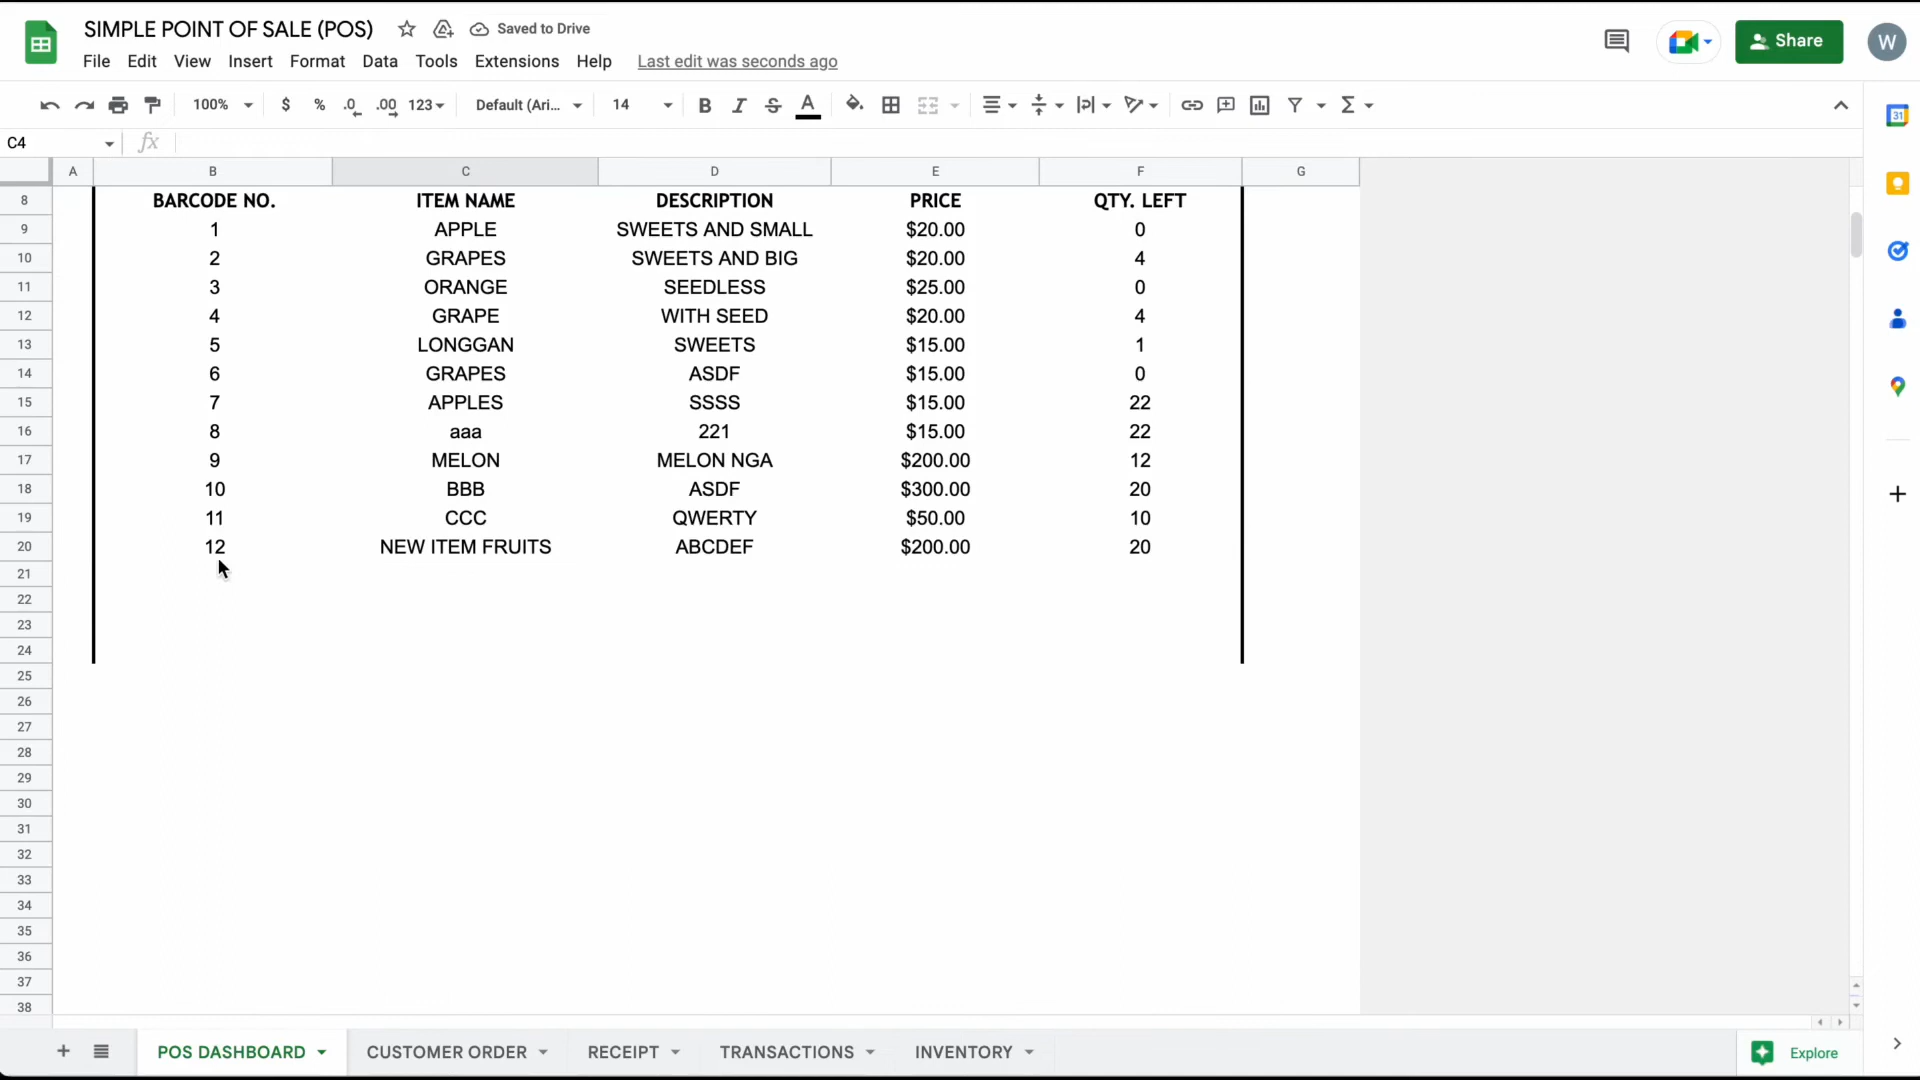 SIMPLE POINT OF SALE (POS) Saved to Drive
File Edit View Insert Format Data Tools Extensions Help Last edit was seconds ago
Share
W
100% $ % .0 .00 123 Default (Ari... 14 B I S A
31
C4 fx
A B C D E F G
8 BARCODE NO. ITEM NAME DESCRIPTION PRICE QTY. LEFT
9 1 APPLE SWEETS AND SMALL $20.00 0
10 2 GRAPES SWEETS AND BIG $20.00 4
11 3 ORANGE SEEDLESS $25.00 0
12 4 GRAPE WITH SEED $20.00 4
13 5 LONGGAN SWEETS $15.00 1
14 6 GRAPES ASDF $15.00 0
15 7 APPLES SSSS $15.00 22
16 8 aaa 221 $15.00 22
17 9 MELON MELON NGA $200.00 12
18 10 BBB ASDF $300.00 20
19 11 CCC QWERTY $50.00 10
20 12 NEW ITEM FRUITS ABCDEF $200.00 20
21
22
23
24
25
26
27
28
29
30
31
32
33
34
35
36
37
38
POS DASHBOARD CUSTOMER ORDER RECEIPT TRANSACTIONS INVENTORY Explore